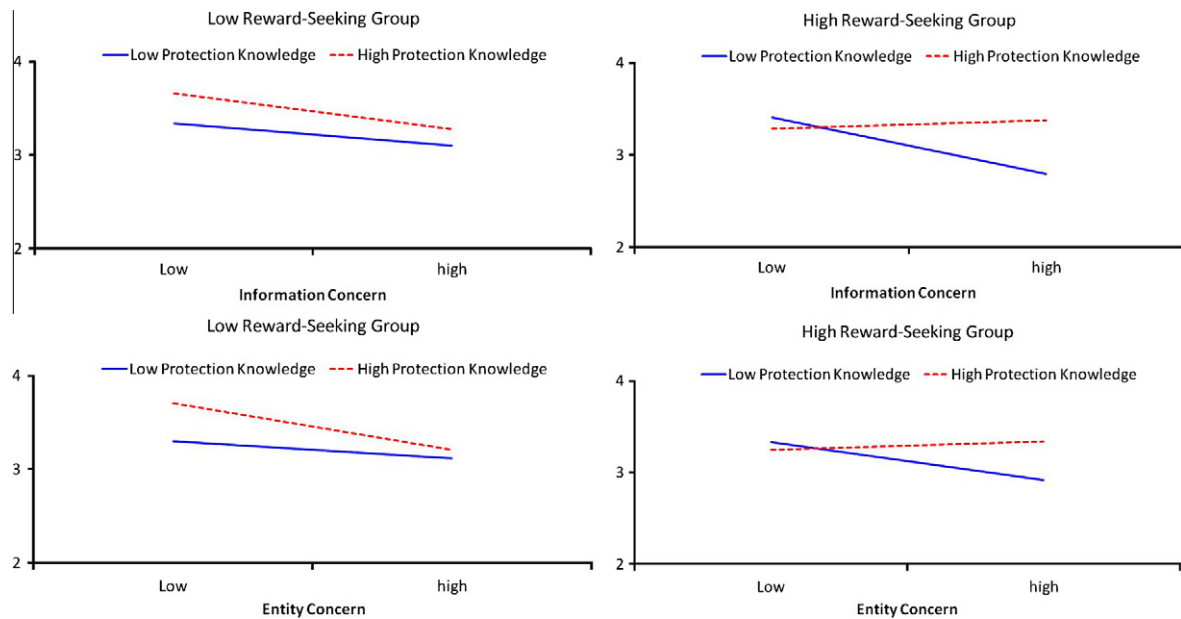 Low Reward-Seeking Group
Low Protection Knowledge High Protection Knowledge
4
3
2
Low high
Information Concern
High Reward-Seeking Group
Low Protection Knowledge High Protection Knowledge
4
3
2
Low high
Information Concern
Low Reward-Seeking Group
Low Protection Knowledge High Protection Knowledge
4
3
2
Low high
Entity Concern
High Reward-Seeking Group
Low Protection Knowledge High Protection Knowledge
4
3
2
Low high
Entity Concern